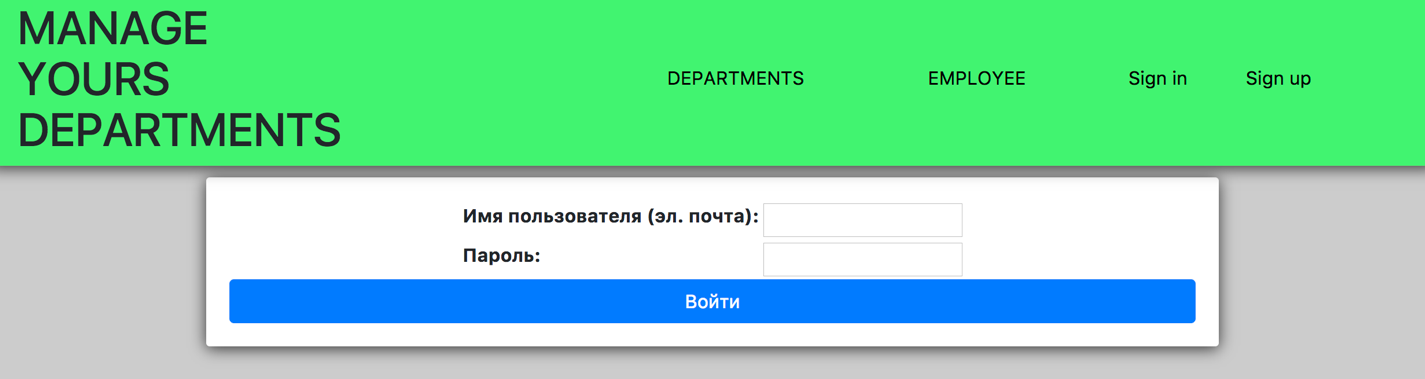 MANAGE
YOURS
DEPARTMENTS
DEPARTMENTS EMPLOYEE Sign in Sign up
Имя пользователя (эл. почта):
Пароль:
Войти